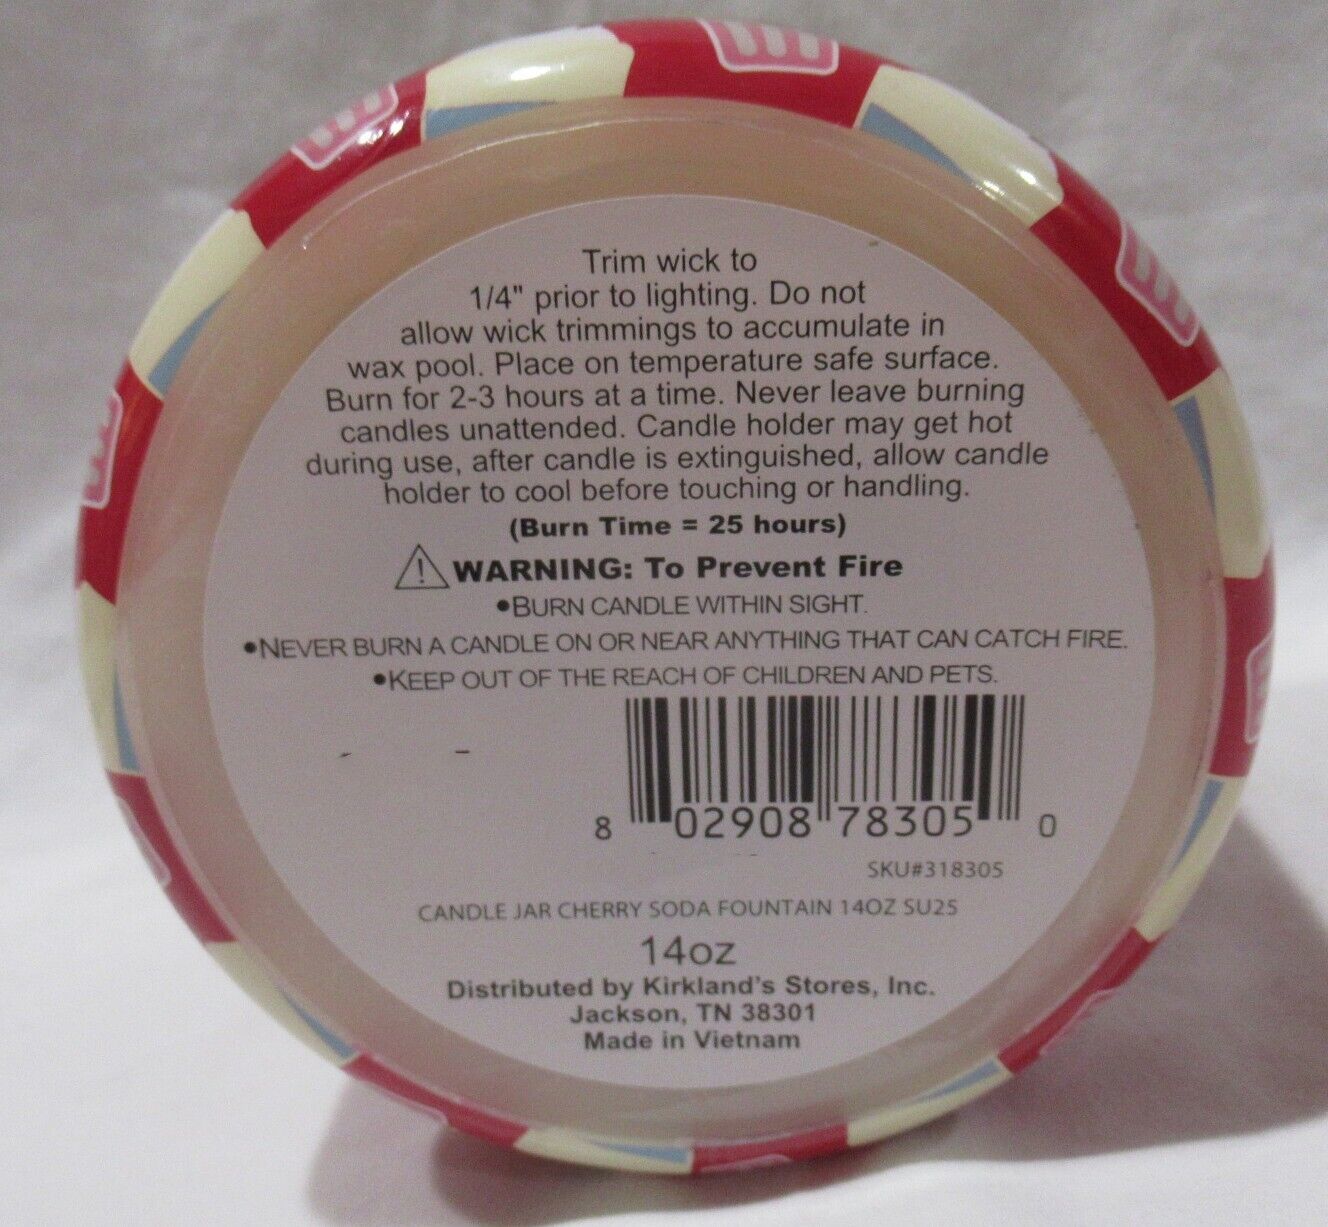 Trim wick to
1/4" prior to lighting. Do not
allow wick trimmings to accumulate in
wax pool. Place on temperature safe surface.
Burn for 2-3 hours at a time. Never leave burning
candles unattended. Candle holder may get hot
during use, after candle is extinguished, allow candle
holder to cool before touching or handling.
(Burn Time = 25 hours)
WARNING: To Prevent Fire
•BURN CANDLE WITHIN SIGHT.
•NEVER BURN A CANDLE ON OR NEAR ANYTHING THAT CAN CATCH FIRE.
•KEEP OUT OF THE REACH OF CHILDREN AND PETS.
8 02908 78305 0
SKU#318305
CANDLE JAR CHERRY SODA FOUNTAIN 14OZ SU25
14oz
Distributed by Kirkland's Stores, Inc.
Jackson, TN 38301
Made in Vietnam